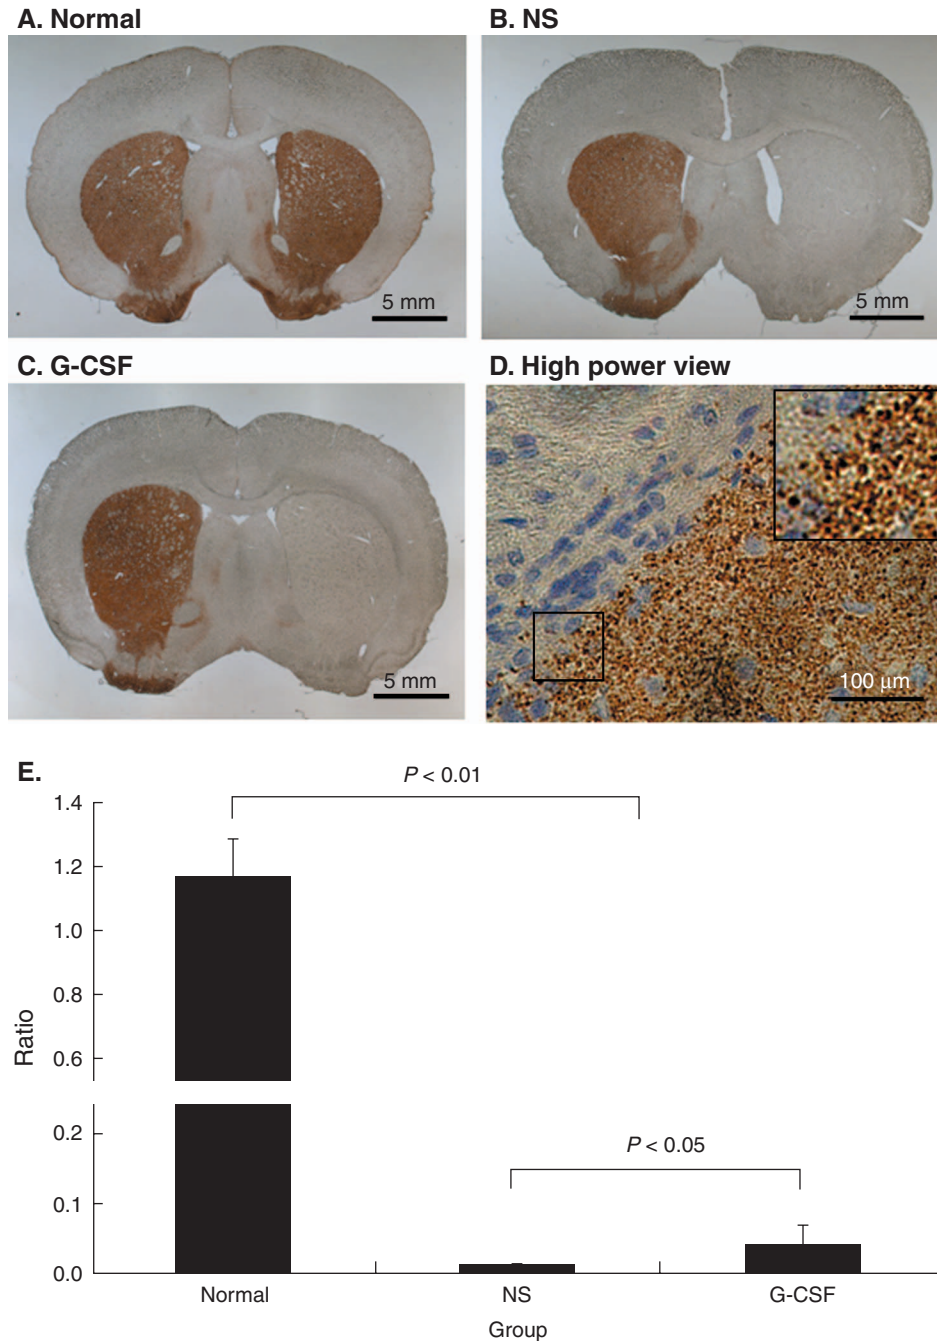 A. Normal
5 mm
B. NS
5 mm
C. G-CSF
5 mm
D. High power view
100 µm
E.
P < 0.01
1.4
1.2
1.0
0.8
0.6
0.2
0.1
0.0
Ratio
P < 0.05
Normal
NS
G-CSF
Group